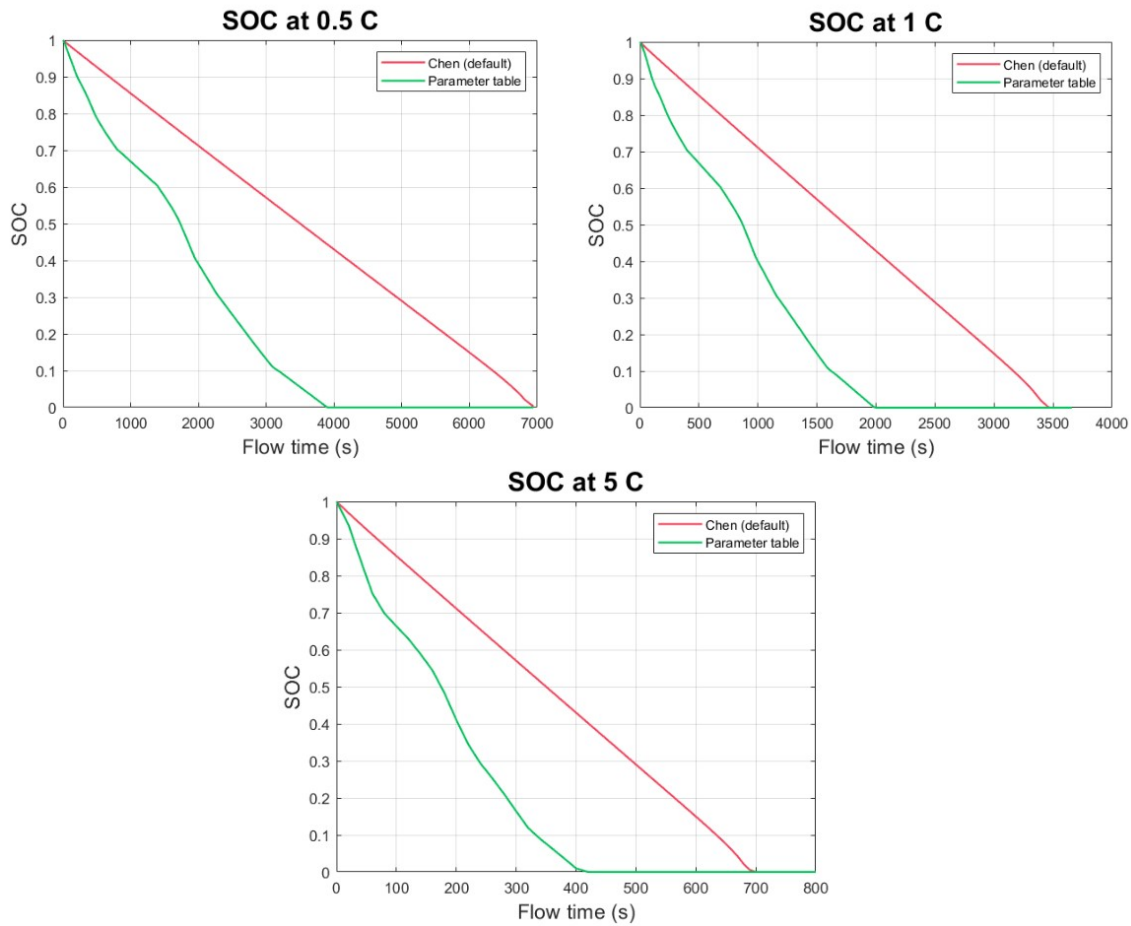 SOC at 0.5 C
1
0.9
0.8
0.7
0.6
0.5
0.4
0.3
0.2
0.1
0
SOC
Chen (default)
Parameter table
0 1000 2000 3000 4000 5000 6000 7000
Flow time (s)
SOC at 1 C
1
0.9
0.8
0.7
0.6
0.5
0.4
0.3
0.2
0.1
0
SOC
Chen (default)
Parameter table
0 500 1000 1500 2000 2500 3000 3500 4000
Flow time (s)
SOC at 5 C
1
0.9
0.8
0.7
0.6
0.5
0.4
0.3
0.2
0.1
0
SOC
Chen (default)
Parameter table
0 100 200 300 400 500 600 700 800
Flow time (s)